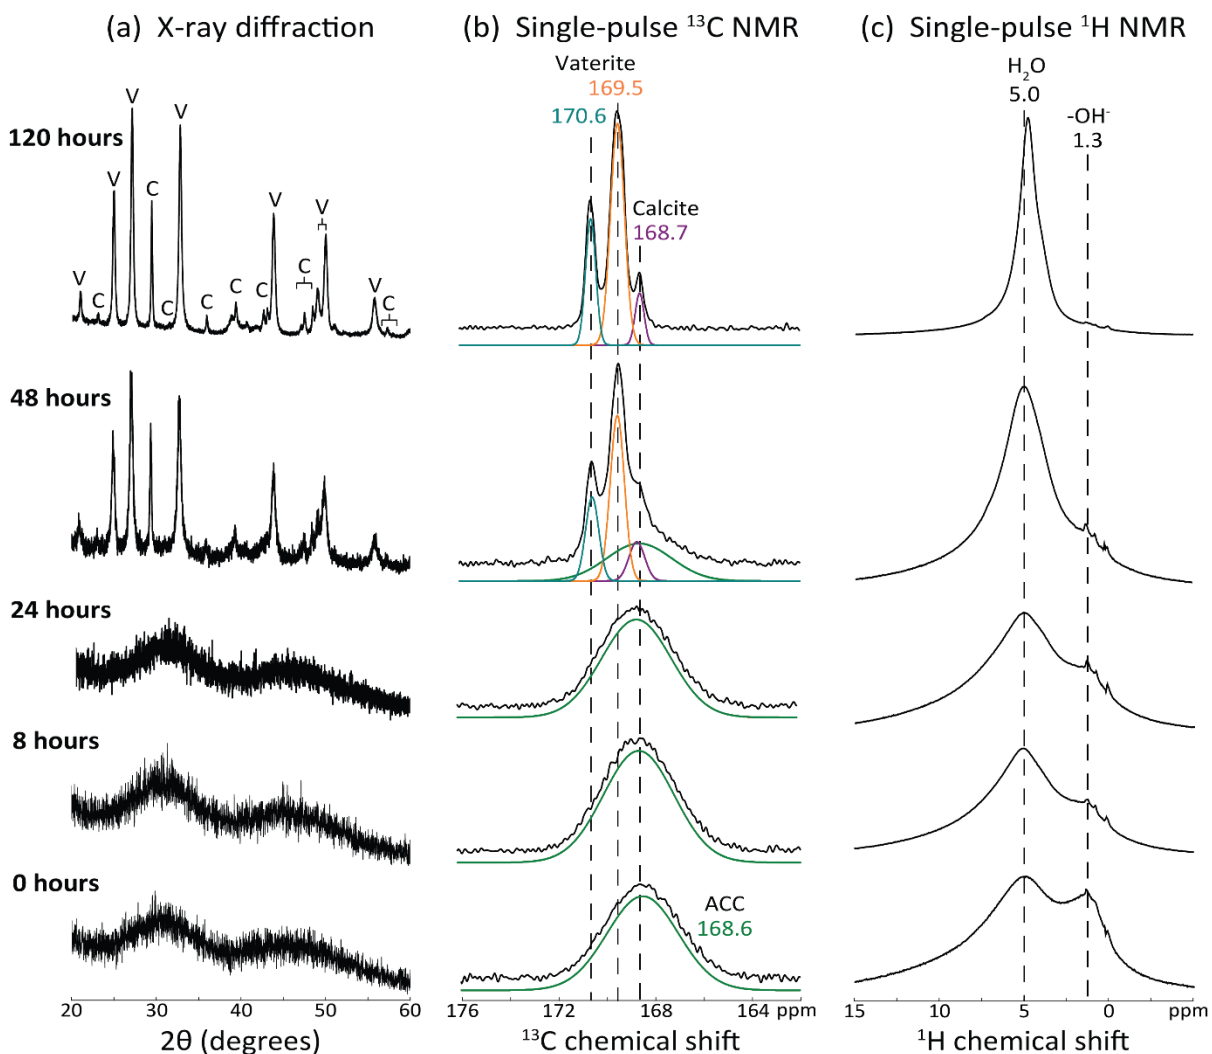 (a) X-ray diffraction
(b) Single-pulse ¹³C NMR
(c) Single-pulse ¹H NMR
120 hours
V
C
V
V
C
V
C
C
C
C
V
C
V
V
C
Vaterite
169.5
170.6
Calcite
168.7
H₂O
5.0
-OH⁻
1.3
48 hours
24 hours
8 hours
0 hours
ACC
168.6
20 30 40 50 60
2θ (degrees)
176 172 168 164 ppm
¹³C chemical shift
15 10 5 0 ppm
¹H chemical shift